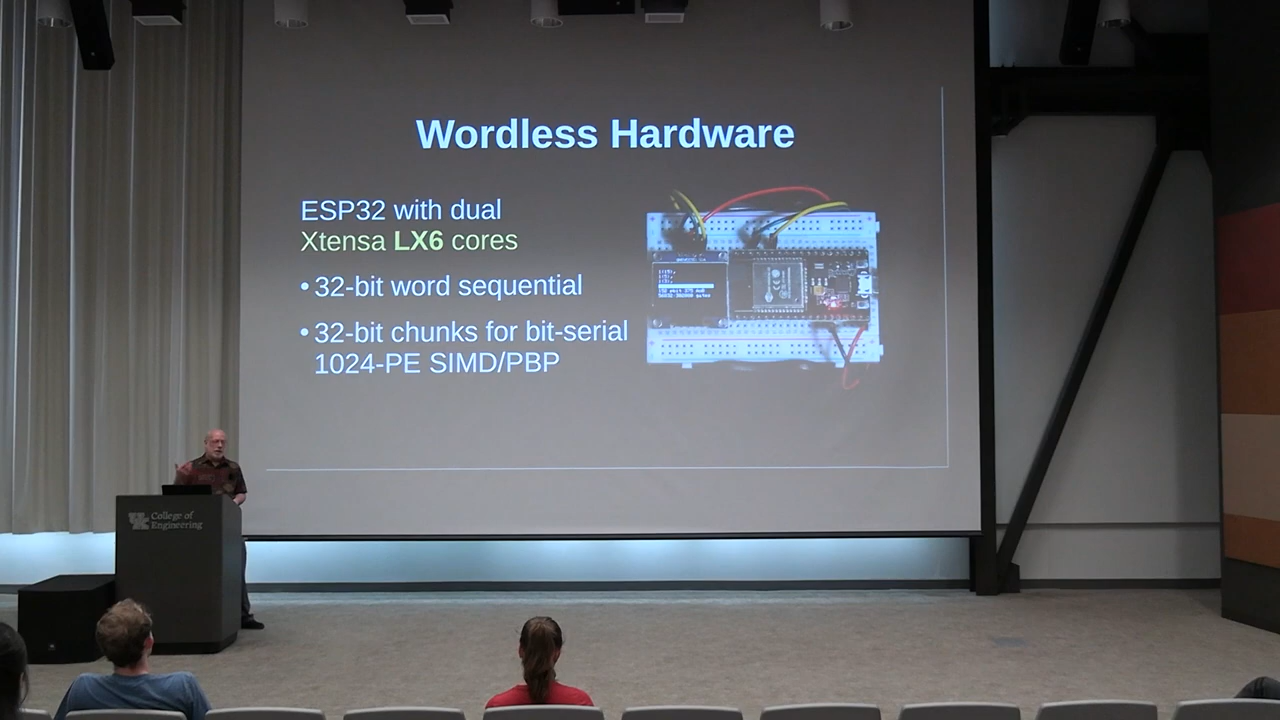 Wordless Hardware
ESP32 with dual
Xtensa LX6 cores
• 32-bit word sequential
• 32-bit chunks for bit-serial
1024-PE SIMD/PBP
UK College of
Engineering